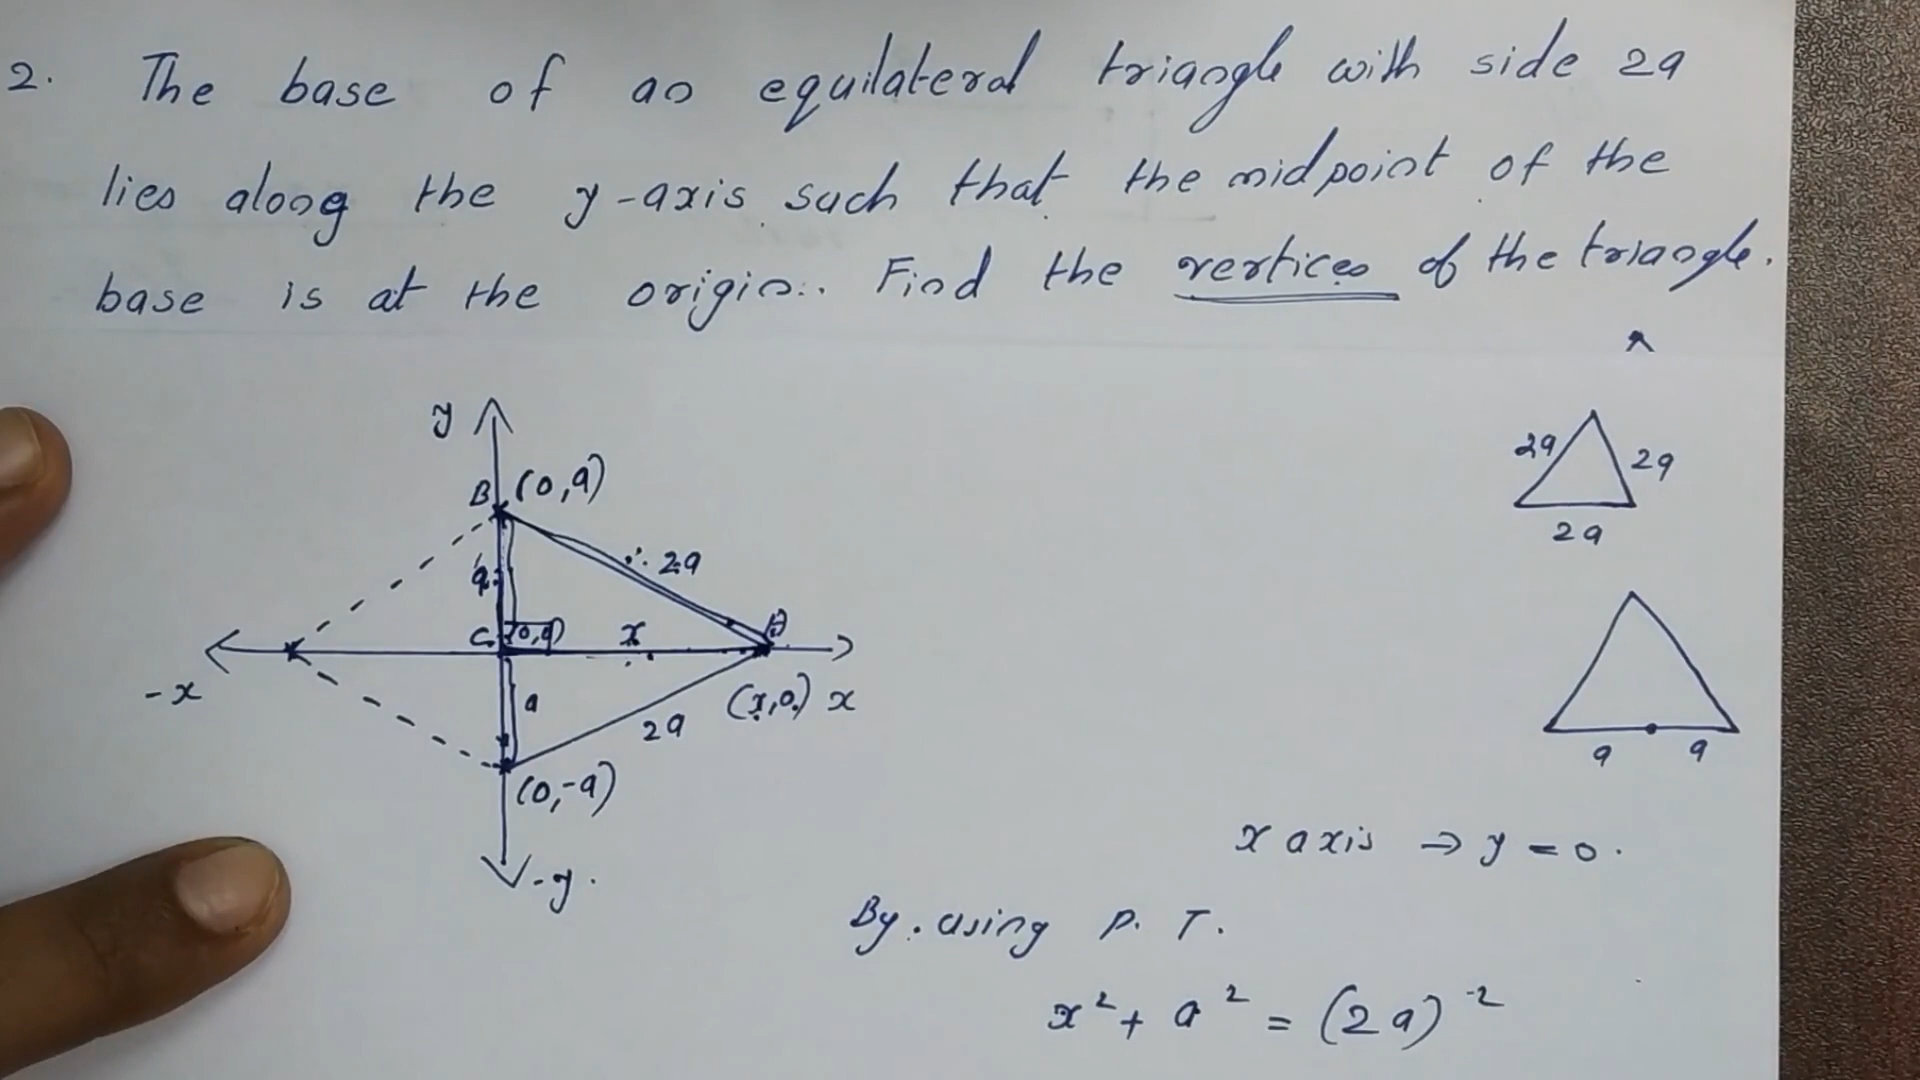 2. The base of an equilateral triangle with side 2a
lies along the y-axis such that the midpoint of the
base is at the origin. Find the vertices of the triangle.
y
B (0,a)
2a
2a
2a
∴ 2a
a
C (0,0)
x
A
-x
a
2a
(x,0) x
(0,-a)
-y.
a a
x axis ⇒ y = 0.
By using P. T.
x² + a² = (2a)²